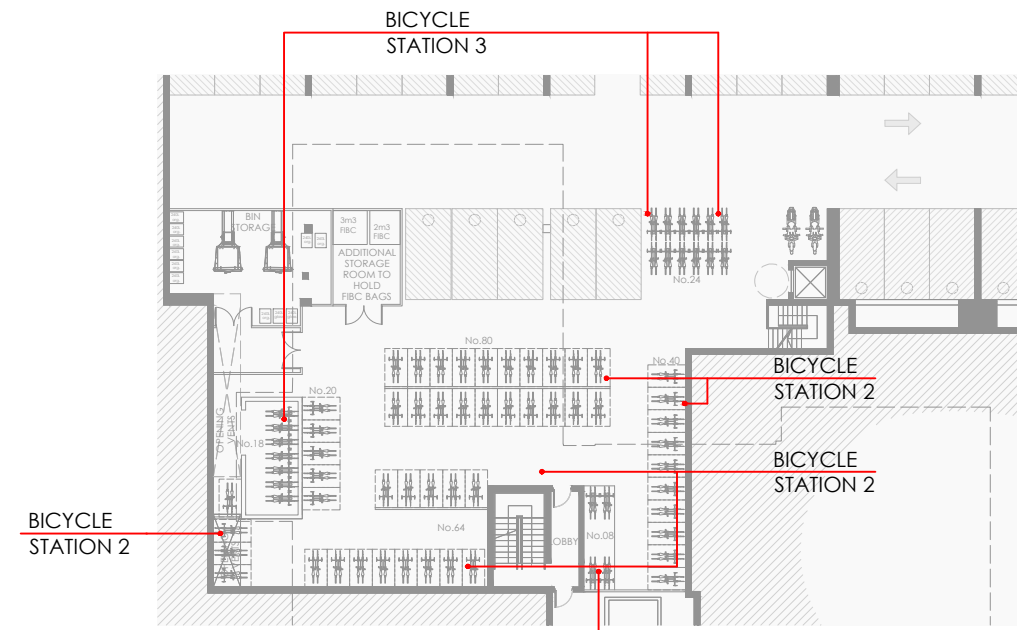 BICYCLE
STATION 3
BIN
STORAGE
3m3
FIBC
2m3
FIBC
ADDITIONAL
STORAGE
ROOM TO
HOLD
FIBC BAGS
No.24
No.80
No.40
BICYCLE
STATION 2
No.20
OPENING
VENTS
No.18
BICYCLE
STATION 2
BICYCLE
STATION 2
No.64
LOBBY
No.08